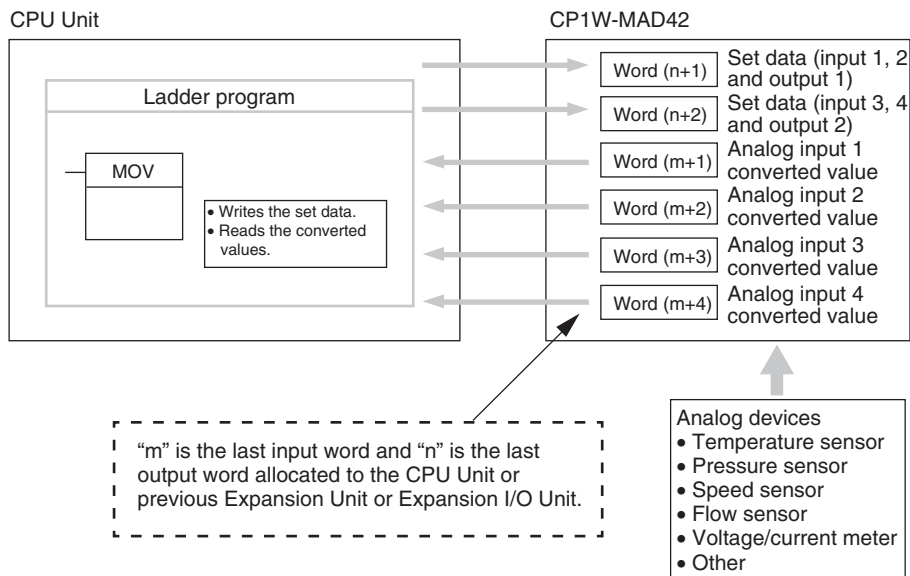 CPU Unit
CP1W-MAD42
Ladder program
MOV
• Writes the set data.
• Reads the converted
values.
Word (n+1)
Set data (input 1, 2
and output 1)
Word (n+2)
Set data (input 3, 4
and output 2)
Word (m+1)
Analog input 1
converted value
Word (m+2)
Analog input 2
converted value
Word (m+3)
Analog input 3
converted value
Word (m+4)
Analog input 4
converted value
“m” is the last input word and “n” is the last
output word allocated to the CPU Unit or
previous Expansion Unit or Expansion I/O Unit.
Analog devices
• Temperature sensor
• Pressure sensor
• Speed sensor
• Flow sensor
• Voltage/current meter
• Other